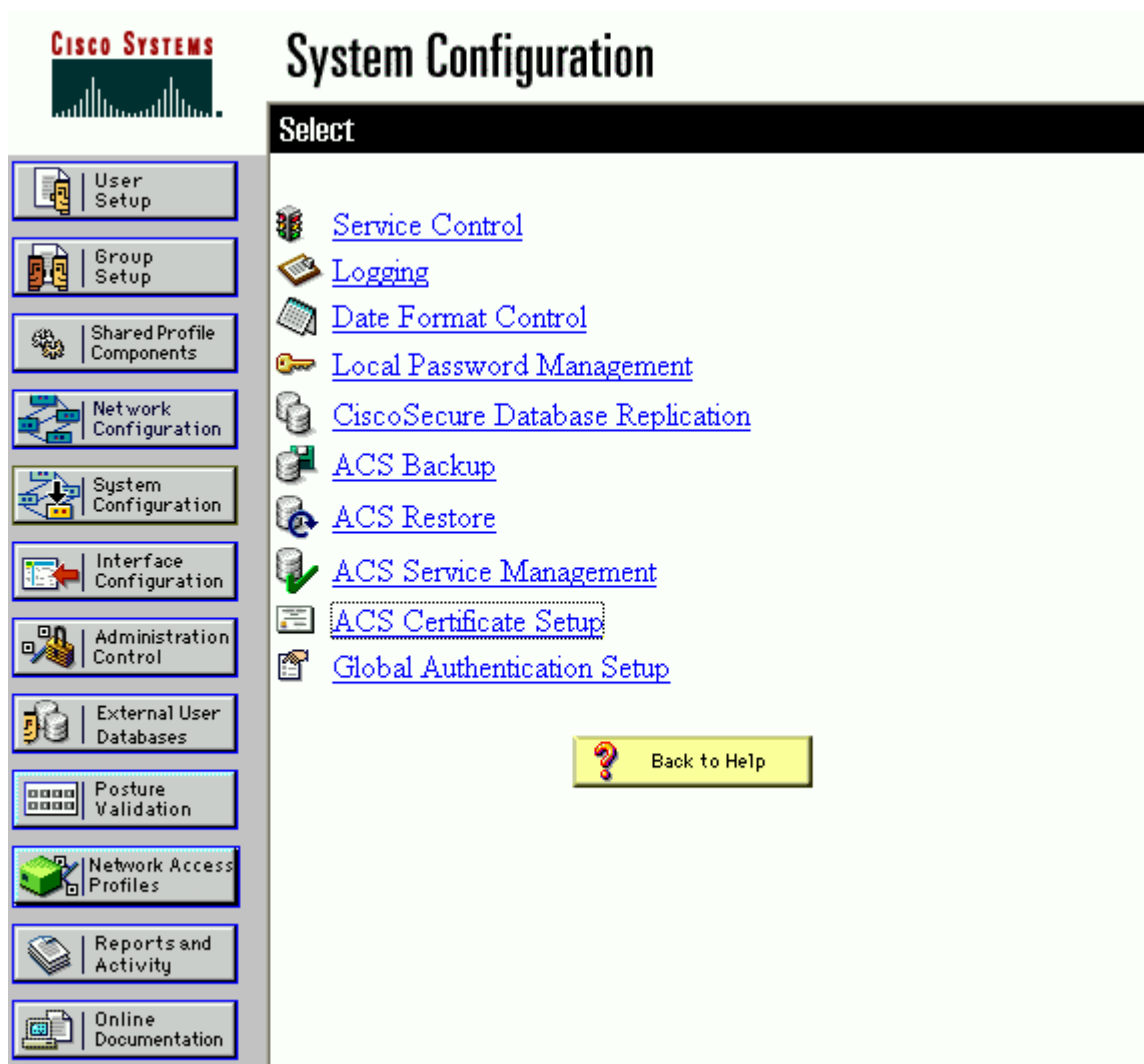 CISCO SYSTEMS
System Configuration
Select
User
Setup
Group
Setup
Shared Profile
Components
Network
Configuration
System
Configuration
Interface
Configuration
Administration
Control
External User
Databases
Posture
Validation
Network Access
Profiles
Reports and
Activity
Online
Documentation
Service Control
Logging
Date Format Control
Local Password Management
CiscoSecure Database Replication
ACS Backup
ACS Restore
ACS Service Management
ACS Certificate Setup
Global Authentication Setup
Back to Help